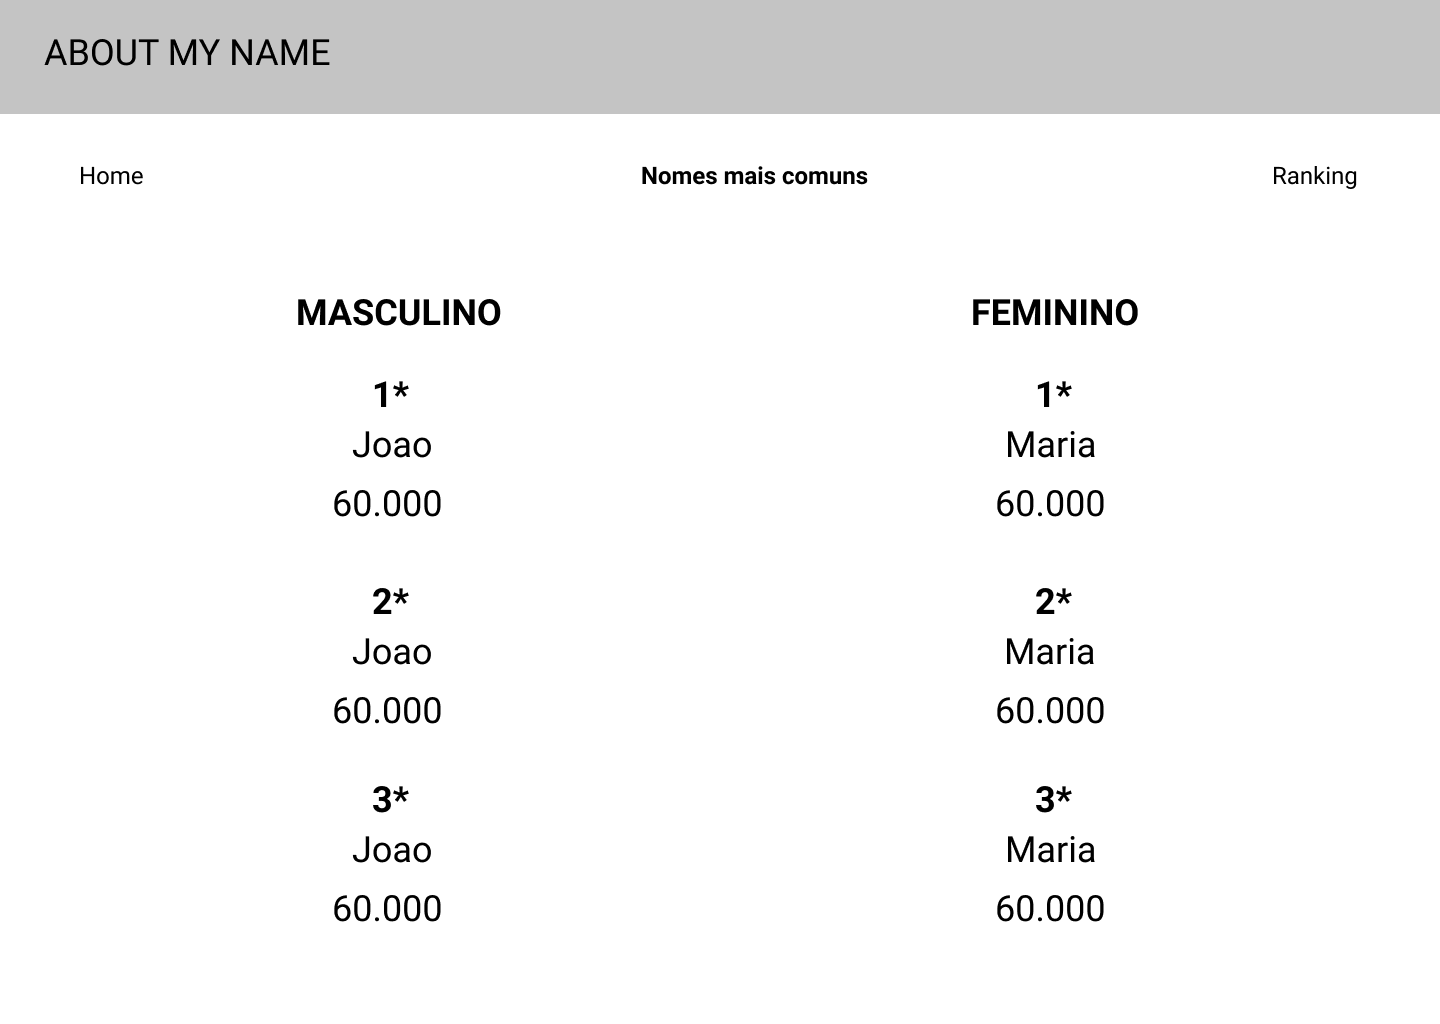 ABOUT MY NAME
Home
Nomes mais comuns
Ranking
MASCULINO
1*
Joao
60.000
2*
Joao
60.000
3*
Joao
60.000
FEMININO
1*
Maria
60.000
2*
Maria
60.000
3*
Maria
60.000